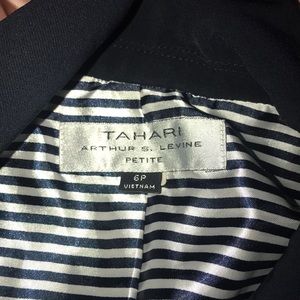 TAHARI
ARTHUR S. LEVINE
PETITE
6P
VIETNAM